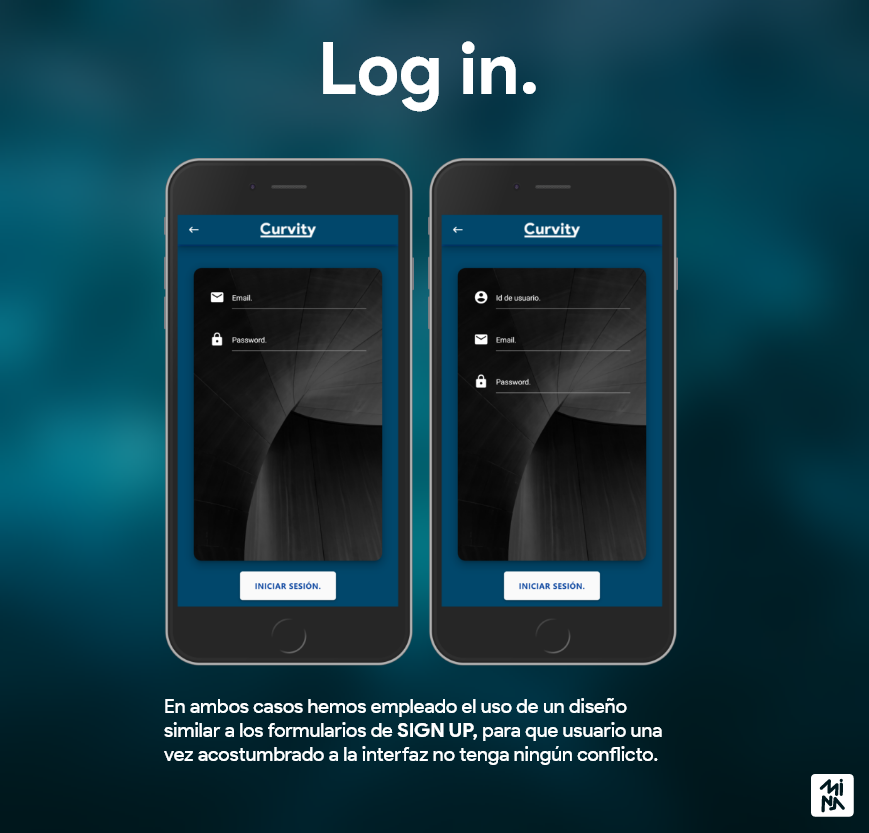 Log in.
Curvity
Email.
Password.
INICIAR SESIÓN.
Curvity
Id de usuario.
Email.
Password.
INICIAR SESIÓN.
En ambos casos hemos empleado el uso de un diseño
similar a los formularios de SIGN UP, para que usuario una
vez acostumbrado a la interfaz no tenga ningún conflicto.